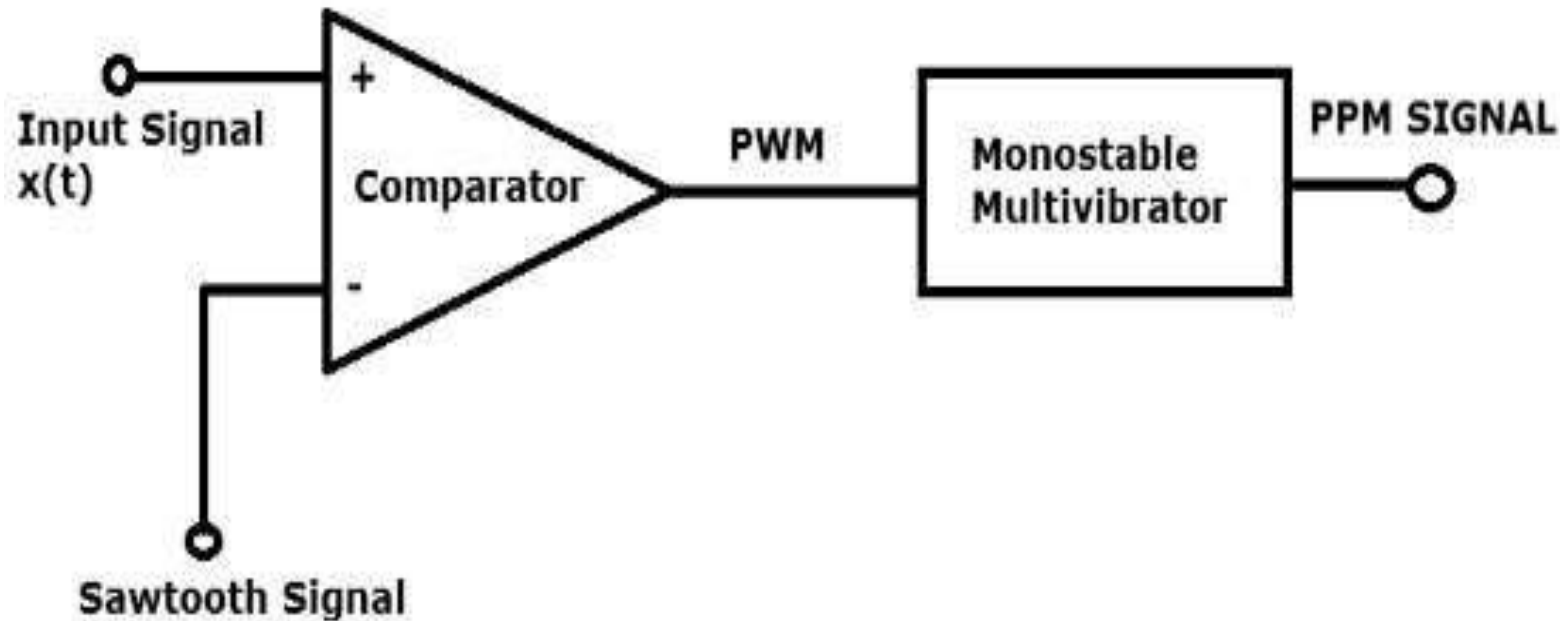 +
Input Signal
x(t)
Comparator
-
Sawtooth Signal
PWM
Monostable
Multivibrator
PPM SIGNAL